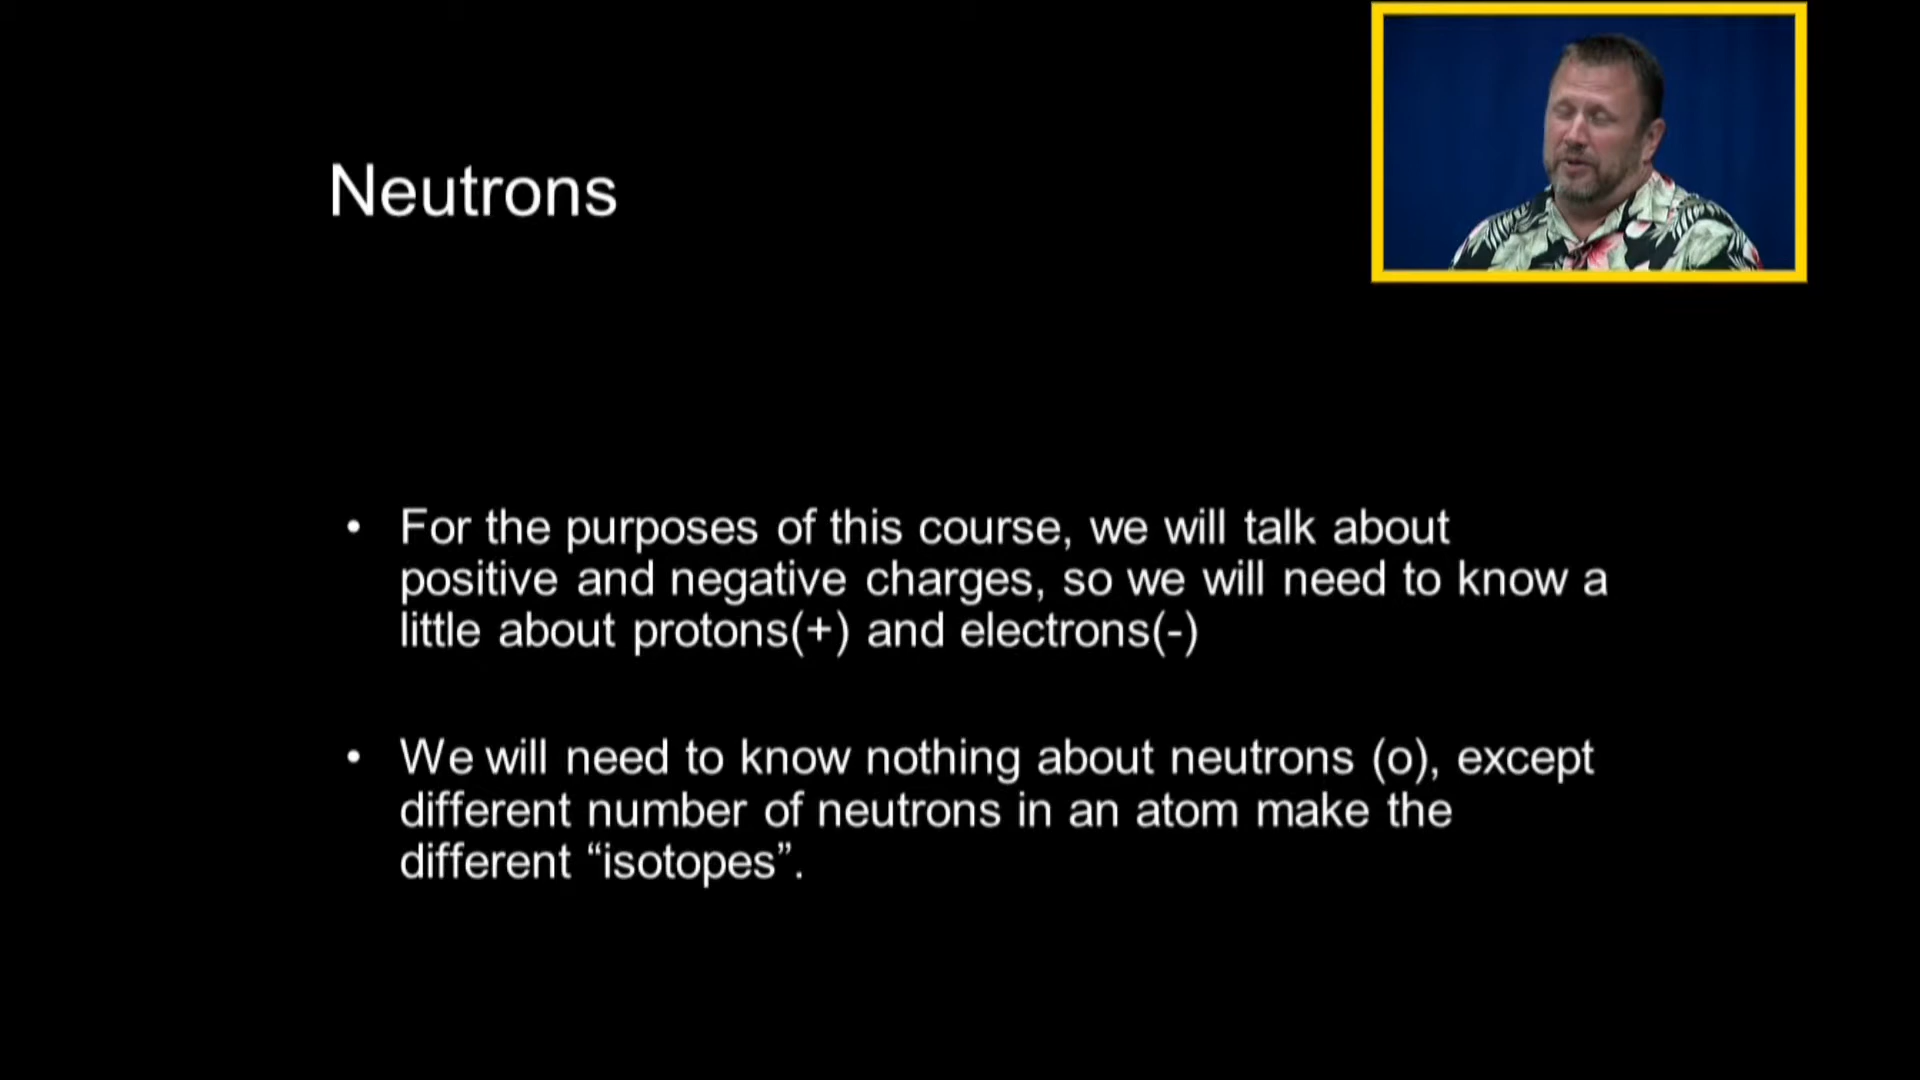 Neutrons
• For the purposes of this course, we will talk about
positive and negative charges, so we will need to know a
little about protons(+) and electrons(-)
• We will need to know nothing about neutrons (o), except
different number of neutrons in an atom make the
different “isotopes”.